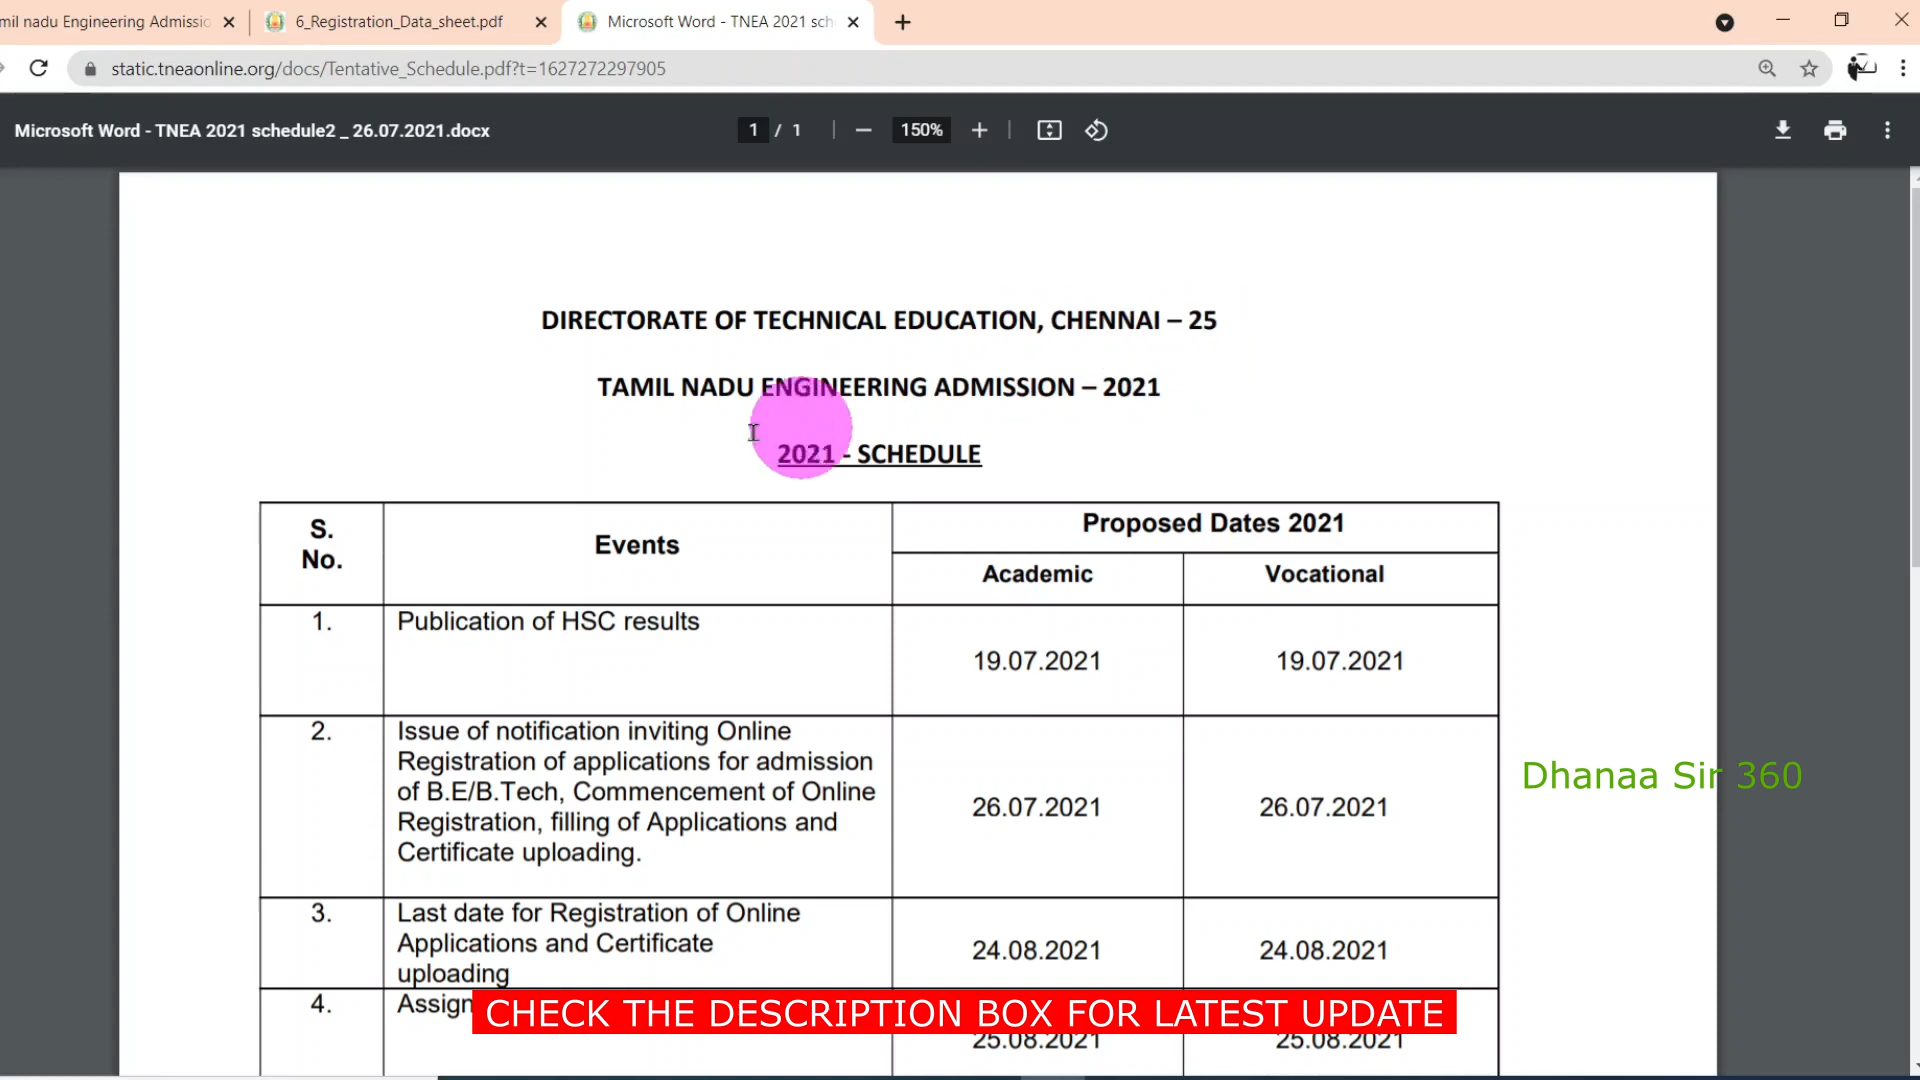 mil nadu Engineering Admissio
6_Registration_Data_sheet.pdf
Microsoft Word - TNEA 2021 sch
static.tneaonline.org/docs/Tentative_Schedule.pdf?t=1627272297905
Microsoft Word - TNEA 2021 schedule2 _ 26.07.2021.docx
1 / 1
150%
DIRECTORATE OF TECHNICAL EDUCATION, CHENNAI – 25
TAMIL NADU ENGINEERING ADMISSION – 2021
2021 - SCHEDULE
S. No.
Events
Proposed Dates 2021
Academic
Vocational
1.
Publication of HSC results
19.07.2021
19.07.2021
2.
Issue of notification inviting Online
Registration of applications for admission
of B.E/B.Tech, Commencement of Online
Registration, filling of Applications and
Certificate uploading.
26.07.2021
26.07.2021
Dhanaa Sir 360
3.
Last date for Registration of Online
Applications and Certificate
uploading
24.08.2021
24.08.2021
4.
Assign
CHECK THE DESCRIPTION BOX FOR LATEST UPDATE
25.08.2021
25.08.2021